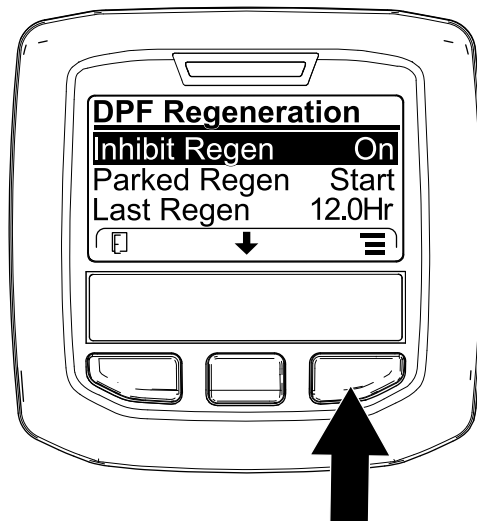 DPF Regeneration
Inhibit Regen On
Parked Regen Start
Last Regen 12.0Hr